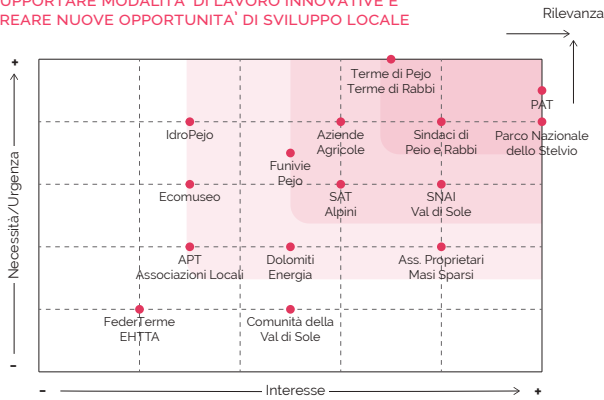 UPPORTARE MODALITA' DI LAVORO INNOVATIVE E
REARE NUOVE OPPORTUNITA' DI SVILUPPO LOCALE
Rilevanza
+
Terme di Pejo
Terme di Rabbi
PAT
IdroPejo
Aziende
Agricole
Sindaci di
Peio e Rabbi
Parco Nazionale
dello Stelvio
Funivie
Pejo
Necessità/Urgenza
Ecomuseo
SAT
Alpini
SNAI
Val di Sole
APT
Associazioni Locali
Dolomiti
Energia
Ass. Proprietari
Masi Sparsi
FederTerme
EHTTA
Comunità della
Val di Sole
-
- Interesse +